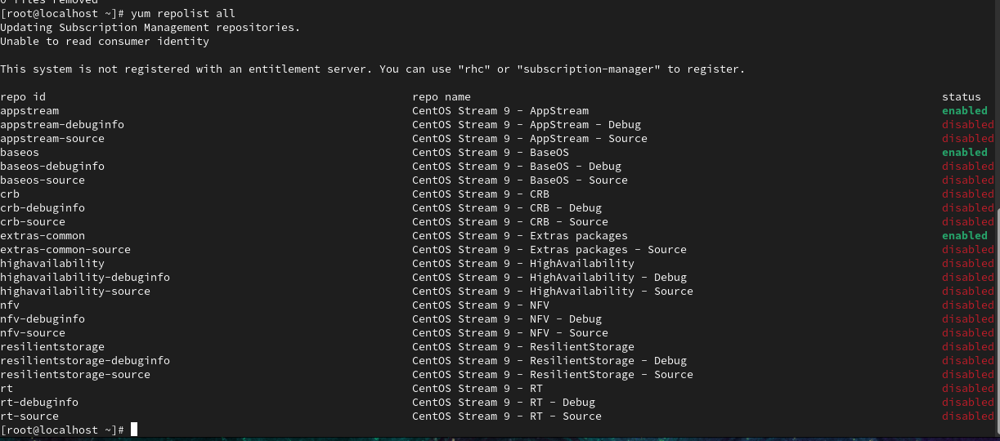 0 files removed
[root@localhost ~]# yum repolist all
Updating Subscription Management repositories.
Unable to read consumer identity
This system is not registered with an entitlement server. You can use "rhc" or "subscription-manager" to register.
repo id repo name status
appstream CentOS Stream 9 - AppStream enabled
appstream-debuginfo CentOS Stream 9 - AppStream - Debug disabled
appstream-source CentOS Stream 9 - AppStream - Source disabled
baseos CentOS Stream 9 - BaseOS enabled
baseos-debuginfo CentOS Stream 9 - BaseOS - Debug disabled
baseos-source CentOS Stream 9 - BaseOS - Source disabled
crb CentOS Stream 9 - CRB disabled
crb-debuginfo CentOS Stream 9 - CRB - Debug disabled
crb-source CentOS Stream 9 - CRB - Source disabled
extras-common CentOS Stream 9 - Extras packages enabled
extras-common-source CentOS Stream 9 - Extras packages - Source disabled
highavailability CentOS Stream 9 - HighAvailability disabled
highavailability-debuginfo CentOS Stream 9 - HighAvailability - Debug disabled
highavailability-source CentOS Stream 9 - HighAvailability - Source disabled
nfv CentOS Stream 9 - NFV disabled
nfv-debuginfo CentOS Stream 9 - NFV - Debug disabled
nfv-source CentOS Stream 9 - NFV - Source disabled
resilientstorage CentOS Stream 9 - ResilientStorage disabled
resilientstorage-debuginfo CentOS Stream 9 - ResilientStorage - Debug disabled
resilientstorage-source CentOS Stream 9 - ResilientStorage - Source disabled
rt CentOS Stream 9 - RT disabled
rt-debuginfo CentOS Stream 9 - RT - Debug disabled
rt-source CentOS Stream 9 - RT - Source disabled
[root@localhost ~]#